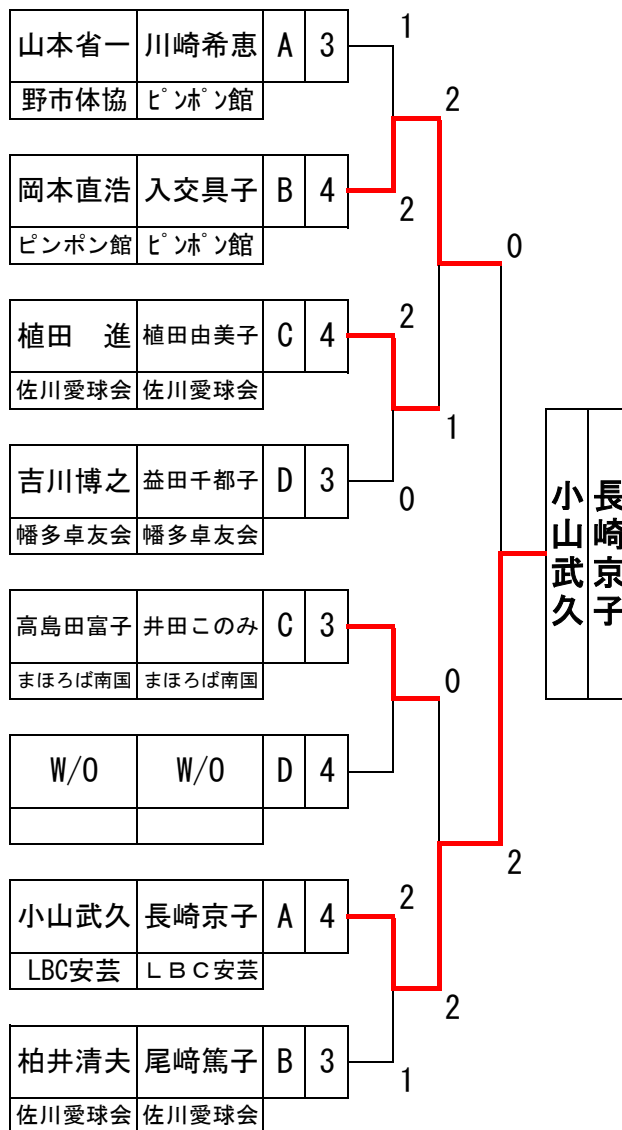 山本省一 川崎希恵 A 3
野市体協 ピンポン館
1
2
岡本直浩 入交具子 B 4
ピンポン館 ピンポン館
2
0
植田　進 植田由美子 C 4
佐川愛球会 佐川愛球会
2
1
吉川博之 益田千都子 D 3
幡多卓友会 幡多卓友会
0
小山武久 長崎京子
高島田富子 井田このみ C 3
まほろば南国 まほろば南国
0
W/O W/O D 4
2
小山武久 長崎京子 A 4
LBC安芸 ＬＢＣ安芸
2
2
柏井清夫 尾﨑篤子 B 3
佐川愛球会 佐川愛球会
1